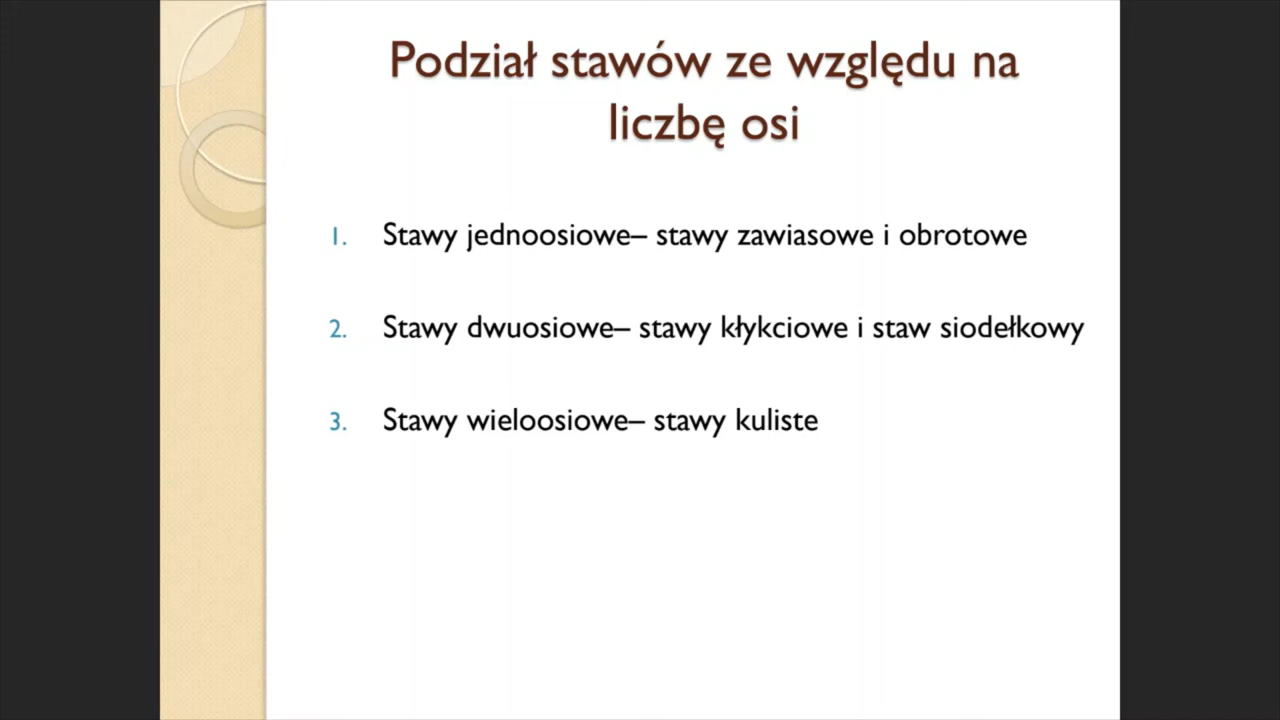 Podział stawów ze względu na
liczbę osi
1. Stawy jednoosiowe– stawy zawiasowe i obrotowe
2. Stawy dwuosiowe– stawy kłykciowe i staw siodełkowy
3. Stawy wieloosiowe– stawy kuliste